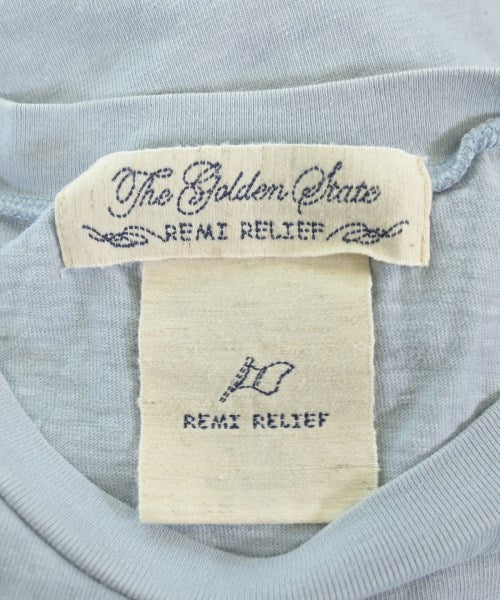 The Golden State
REMI RELIEF
REMI RELIEF